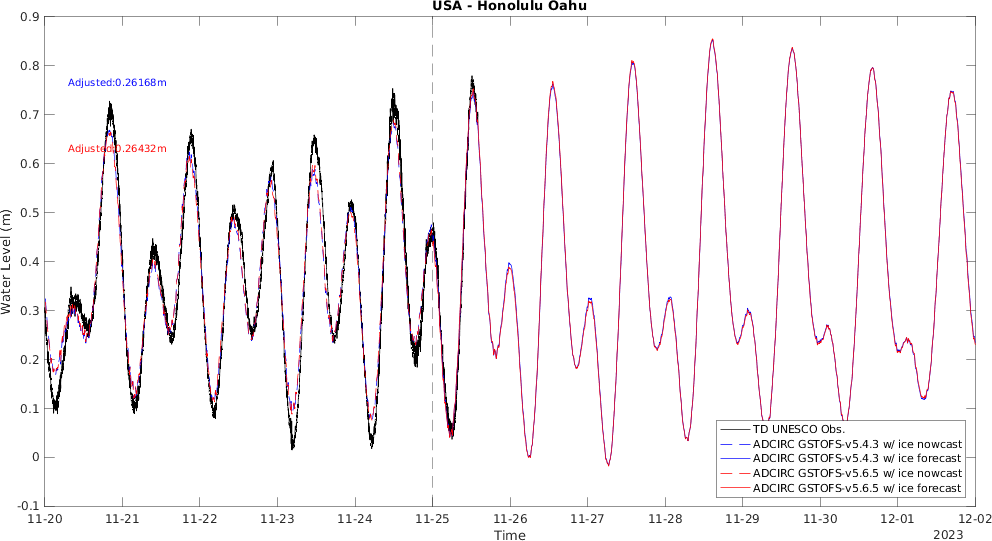 USA - Honolulu Oahu
0.9
0.8
0.7
0.6
0.5
0.4
0.3
0.2
0.1
0
-0.1
Water Level (m)
Adjusted:0.26168m
Adjusted:0.26432m
TD UNESCO Obs.
ADCIRC GSTOFS-v5.4.3 w/ ice nowcast
ADCIRC GSTOFS-v5.4.3 w/ ice forecast
ADCIRC GSTOFS-v5.6.5 w/ ice nowcast
ADCIRC GSTOFS-v5.6.5 w/ ice forecast
11-20 11-21 11-22 11-23 11-24 11-25 11-26 11-27 11-28 11-29 11-30 12-01 12-02
Time
2023